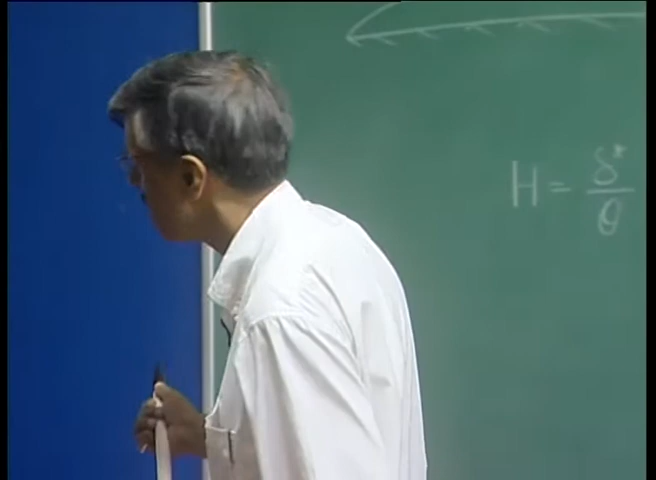 H = δ*/θ